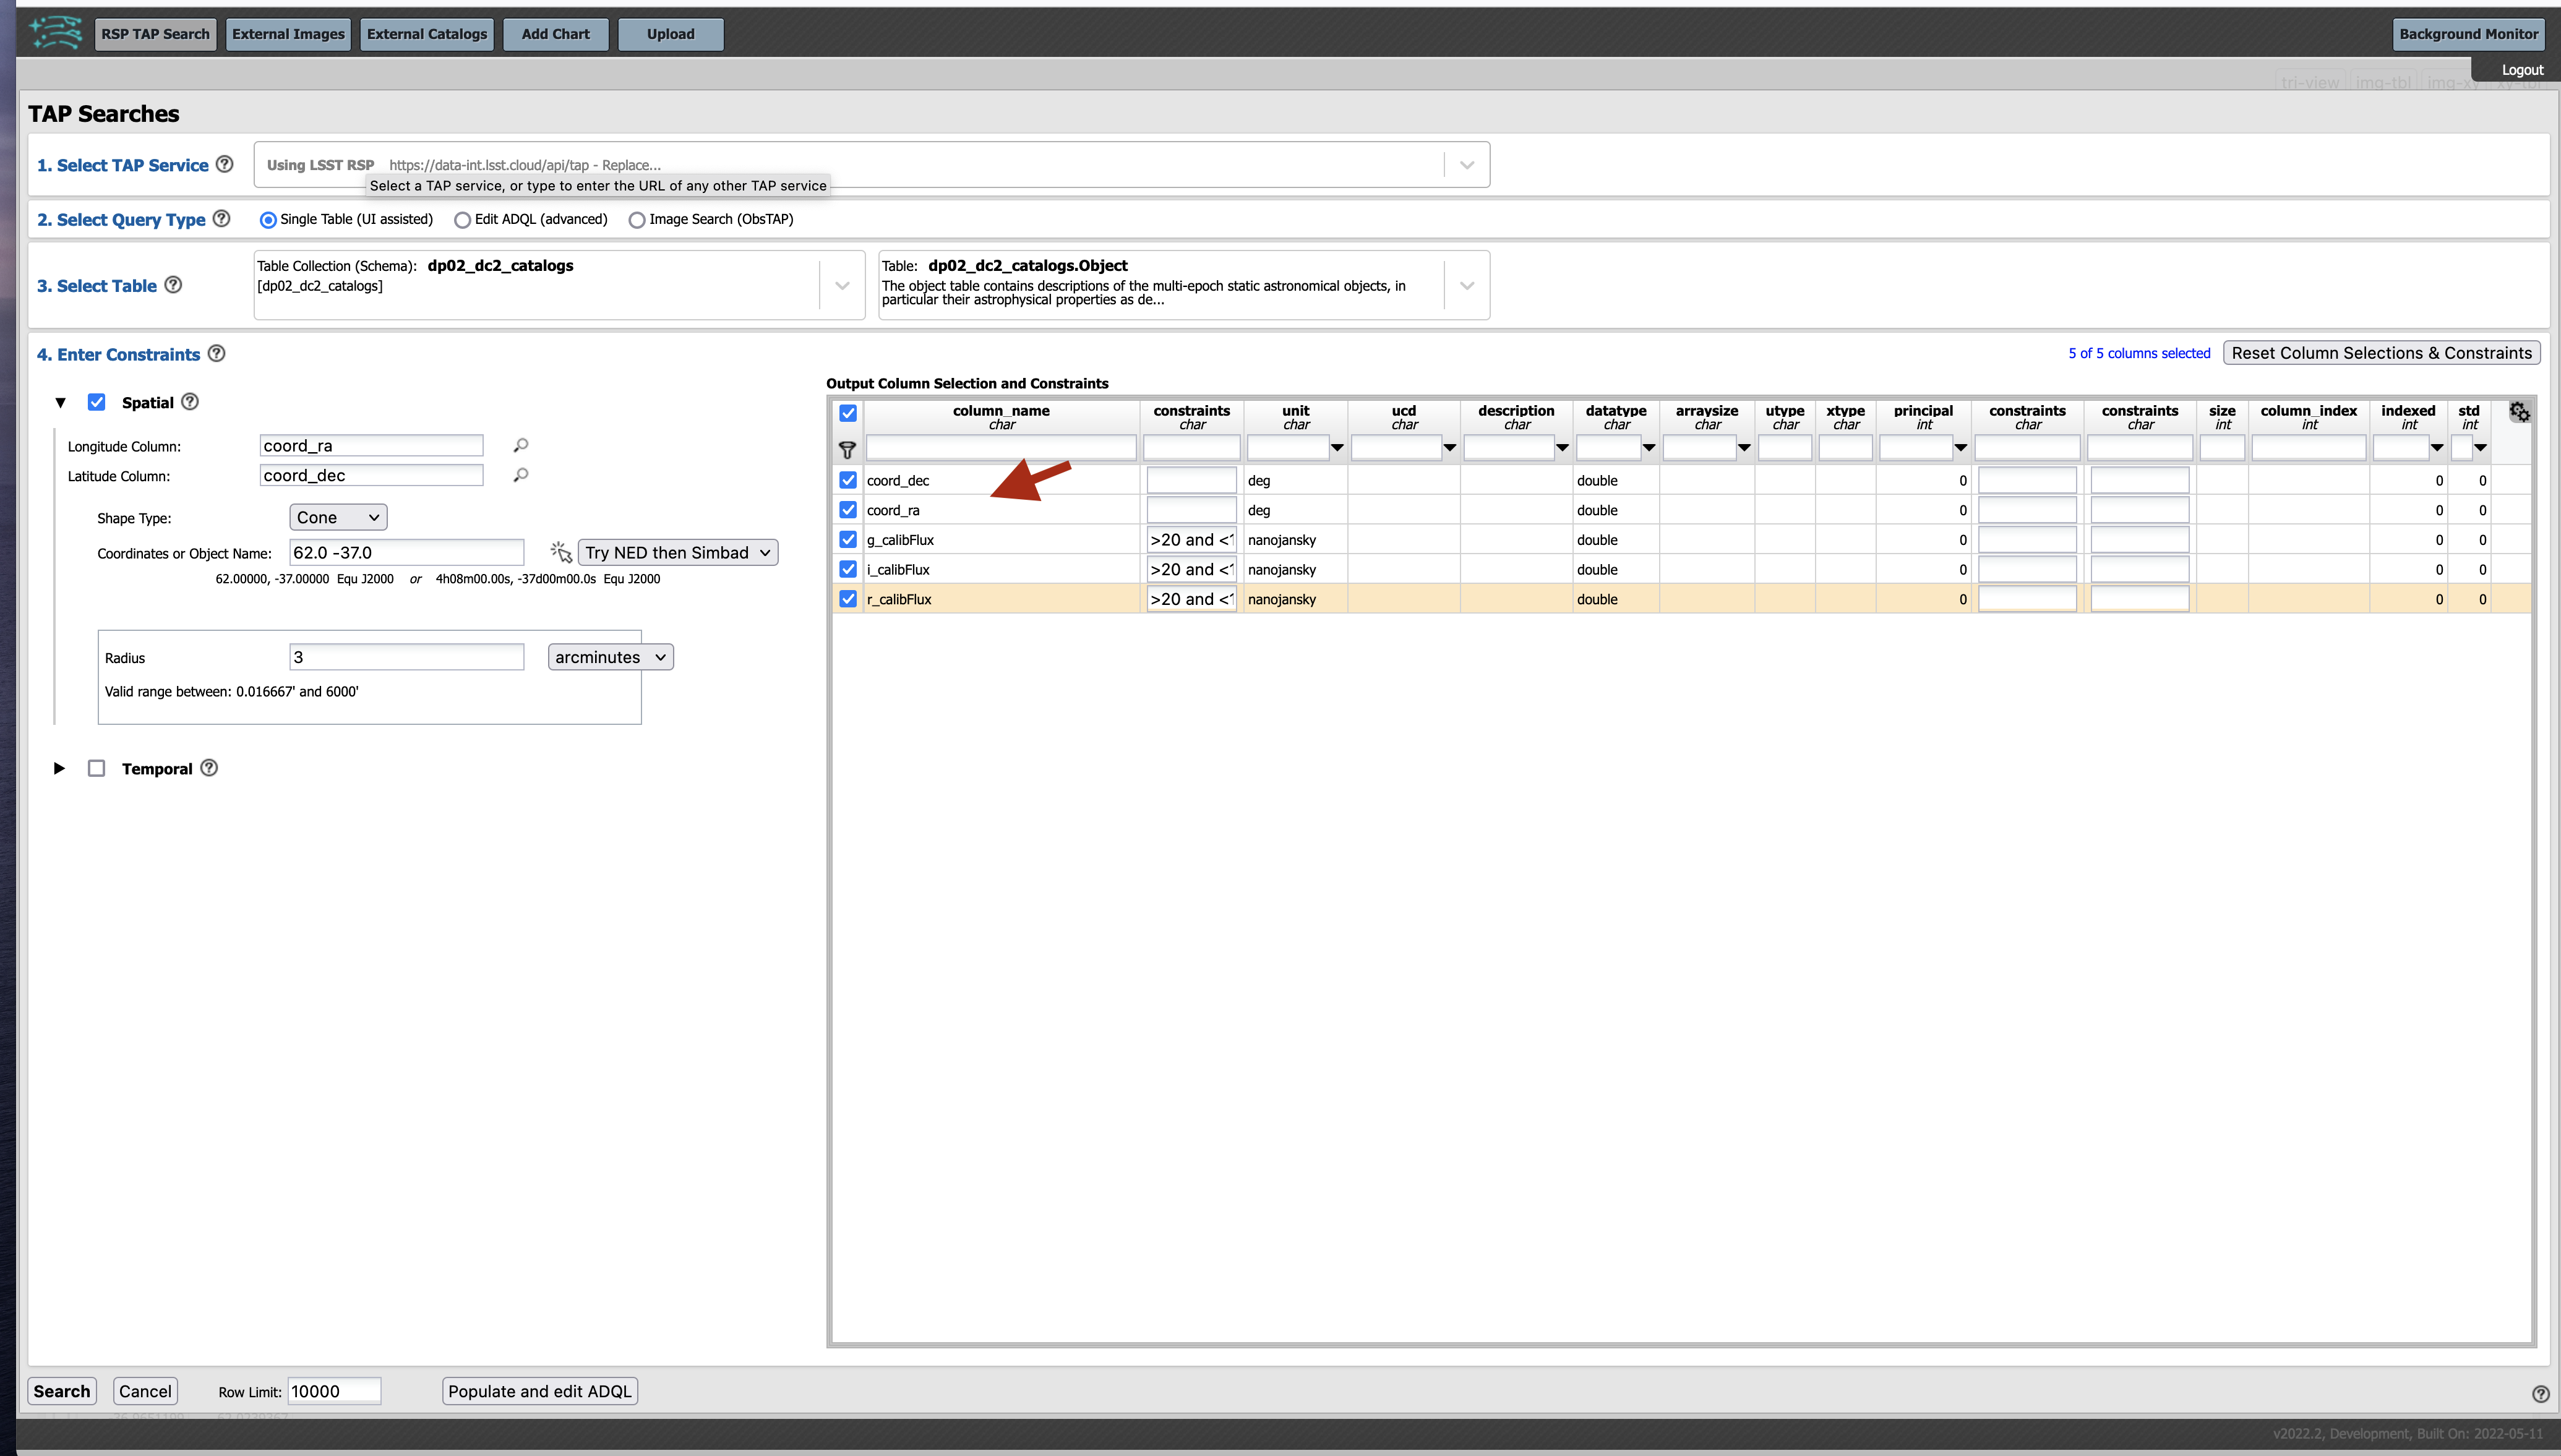 RSP TAP Search External Images External Catalogs Add Chart Upload Background Monitor
Logout
tri-view img-tbl img-xy xy-tbl
TAP Searches
1. Select TAP Service Using LSST RSP https://data-int.lsst.cloud/api/tap - Replace...
Select a TAP service, or type to enter the URL of any other TAP service
2. Select Query Type Single Table (UI assisted) Edit ADQL (advanced) Image Search (ObsTAP)
3. Select Table
Table Collection (Schema): dp02_dc2_catalogs
[dp02_dc2_catalogs]
Table: dp02_dc2_catalogs.Object
The object table contains descriptions of the multi-epoch static astronomical objects, in
particular their astrophysical properties as de...
4. Enter Constraints
5 of 5 columns selected Reset Column Selections & Constraints
Spatial
Longitude Column: coord_ra
Latitude Column: coord_dec
Shape Type: Cone
Coordinates or Object Name: 62.0 -37.0 Try NED then Simbad
62.00000, -37.00000 Equ J2000 or 4h08m00.00s, -37d00m00.0s Equ J2000
Radius 3 arcminutes
Valid range between: 0.016667' and 6000'
Temporal
Output Column Selection and Constraints
column_name constraints unit ucd description datatype arraysize utype xtype principal constraints constraints size column_index indexed std
char char char char char char char char char int char char int int int int
coord_dec deg double 0 0 0
coord_ra deg double 0 0 0
g_calibFlux >20 and <1 nanojansky double 0 0 0
i_calibFlux >20 and <1 nanojansky double 0 0 0
r_calibFlux >20 and <1 nanojansky double 0 0 0
Search Cancel Row Limit: 10000 Populate and edit ADQL
v2022.2, Development, Built On: 2022-05-11